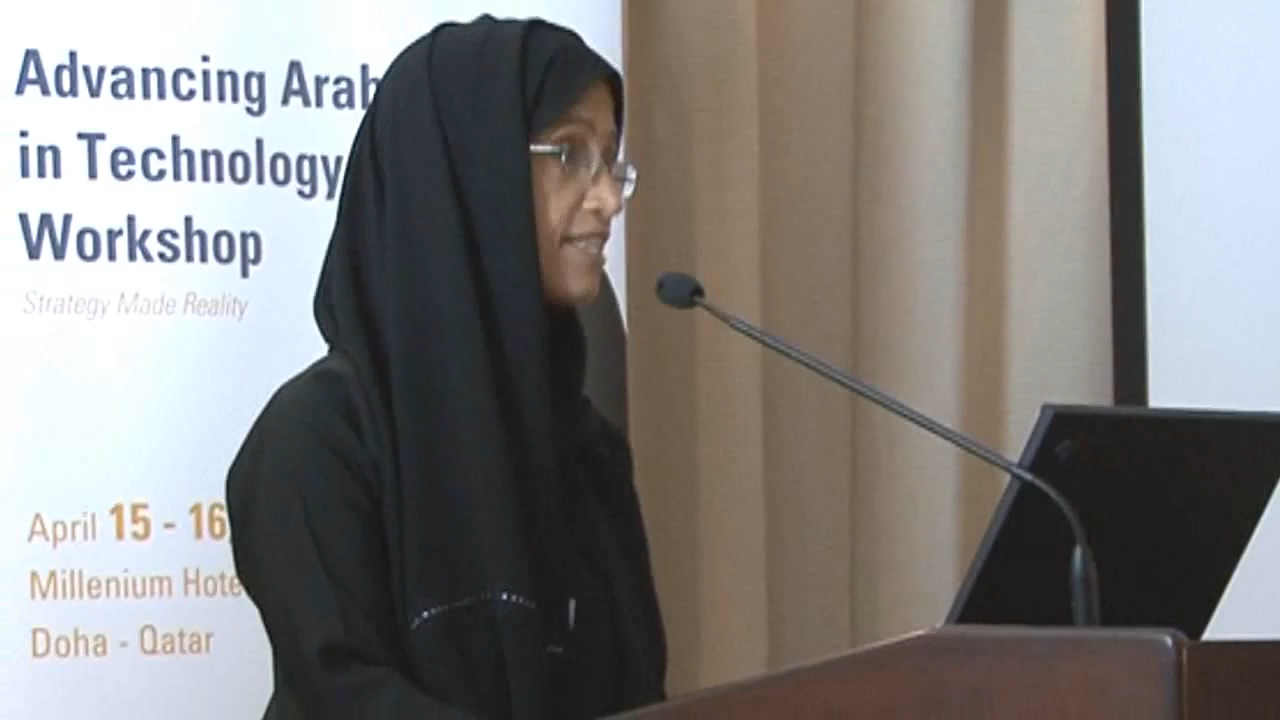 Advancing Arab
in Technology
Workshop
Strategy Made Reality
April 15 - 16
Millenium Hote
Doha - Qatar